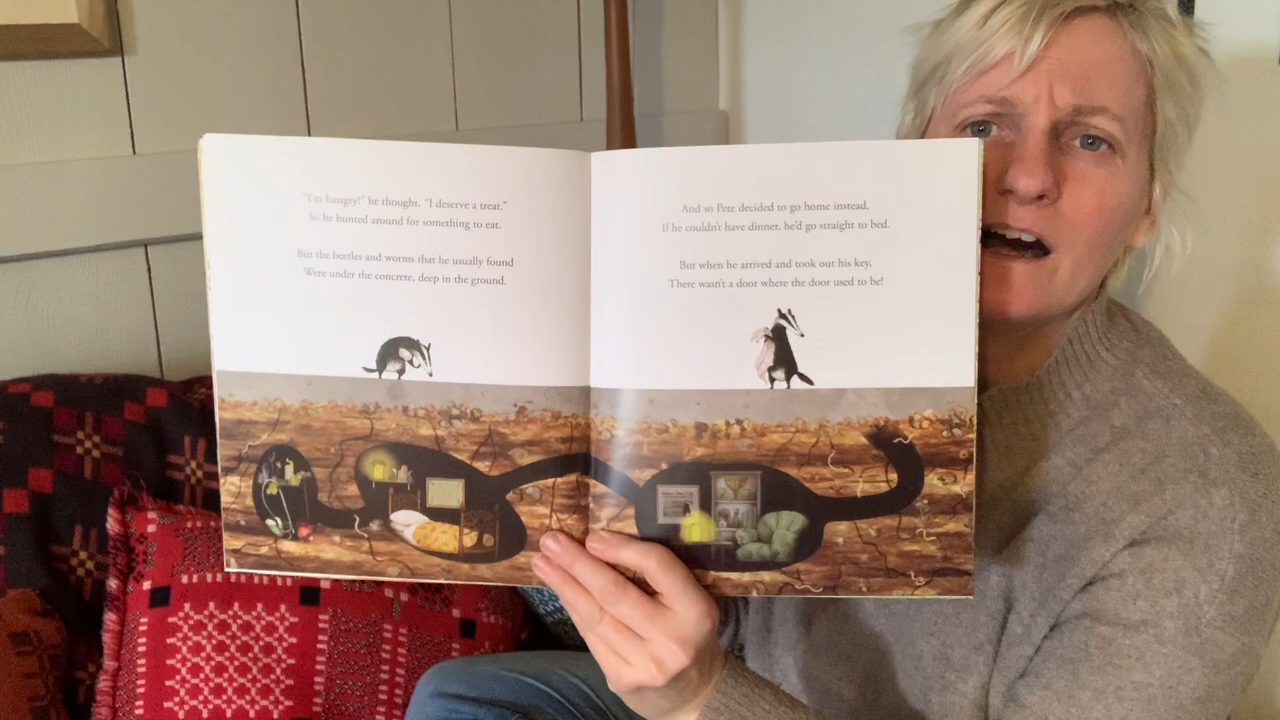 "I'm hungry!" he thought. "I deserve a treat."
So he hunted around for something to eat.
But the beetles and worms that he usually found
Were under the concrete, deep in the ground.
And so Pete decided to go home instead,
If he couldn't have dinner, he'd go straight to bed.
But when he arrived and took out his key,
There wasn't a door where the door used to be!